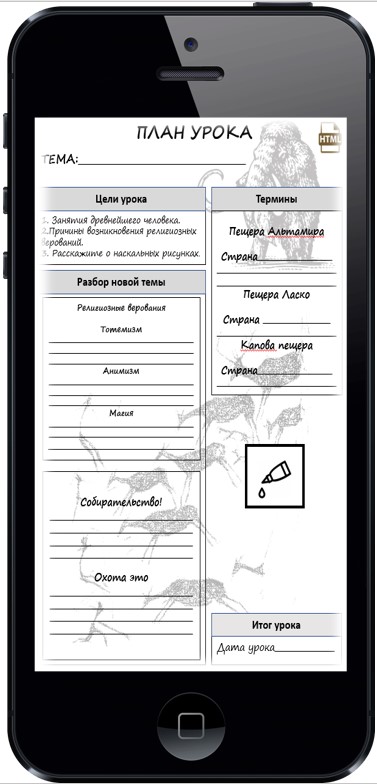 ПЛАН УРОКА
HTML
ТЕМА:
Цели урока
1. Занятия древнейшего человека.
2.Причины возникновения религиозных
верований.
3. Расскажите о наскальных рисунках.
Разбор новой темы
Религиозные верования
Тотемизм
Анимизм
Магия
Собирательство!
Охота это
Термины
Пещера Альтамира
Страна
Пещера Ласко
Страна
Капова пещера
Страна
Итог урока
Дата урока